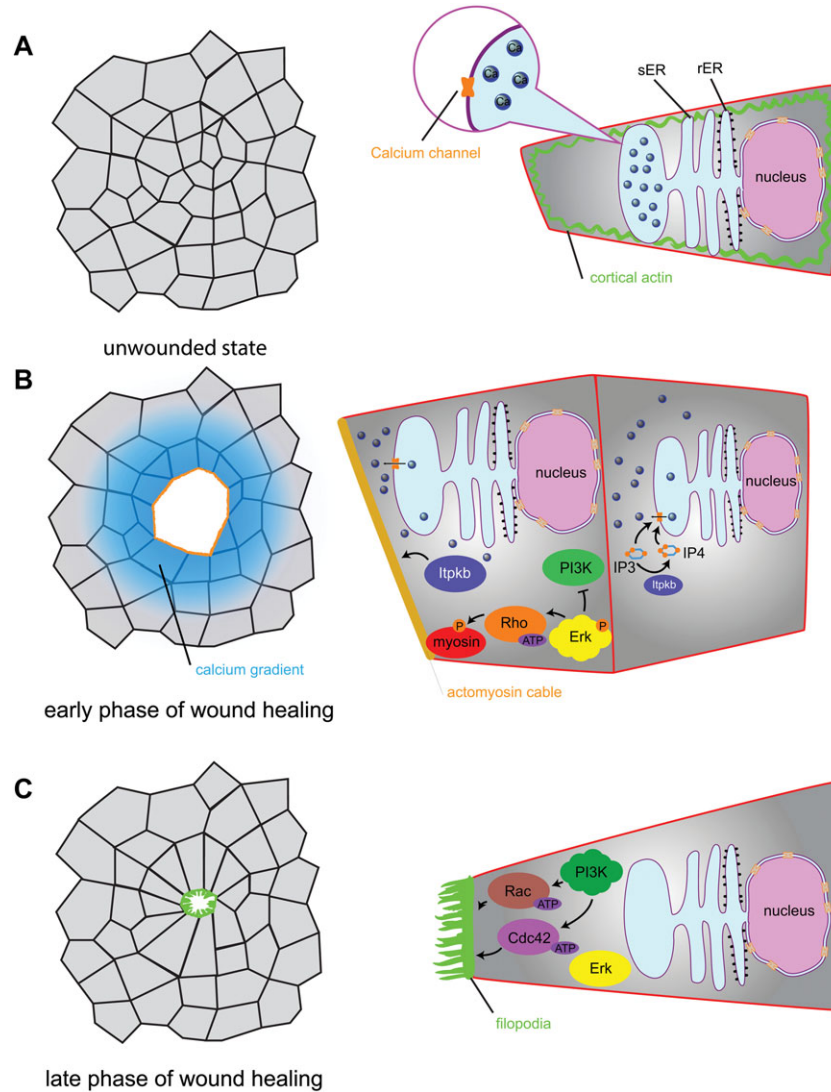 A
Ca
Ca
Ca
Ca
sER
rER
Calcium channel
nucleus
cortical actin
unwounded state
B
nucleus
nucleus
IP3
IP4
Itpkb
PI3K
Itpkb
Rho
ATP
Erk
P
P
myosin
calcium gradient
actomyosin cable
early phase of wound healing
C
PI3K
Rac
ATP
nucleus
Cdc42
ATP
Erk
filopodia
late phase of wound healing